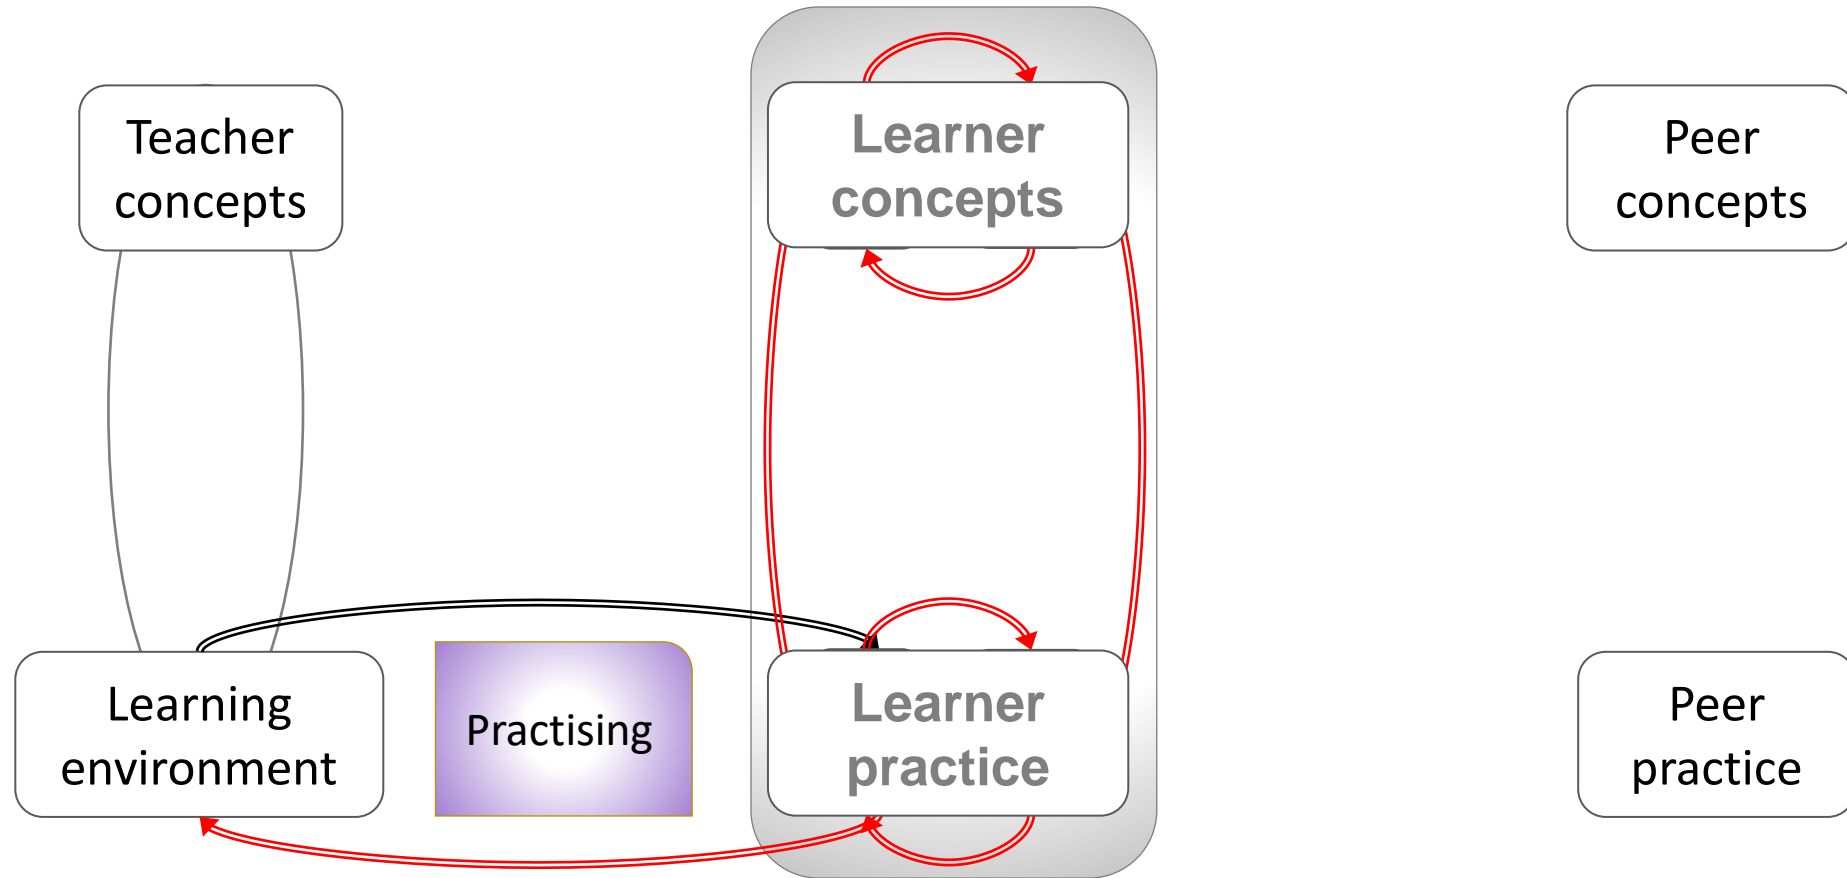 Teacher
concepts
Learner
concepts
Peer
concepts
Learning
environment
Practising
Learner
practice
Peer
practice